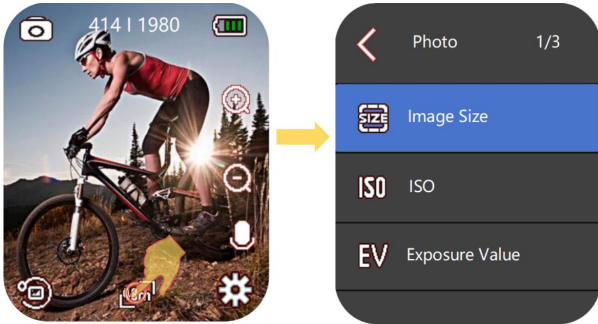 414 I 1980
Photo 1/3
SIZE Image Size
ISO ISO
EV Exposure Value